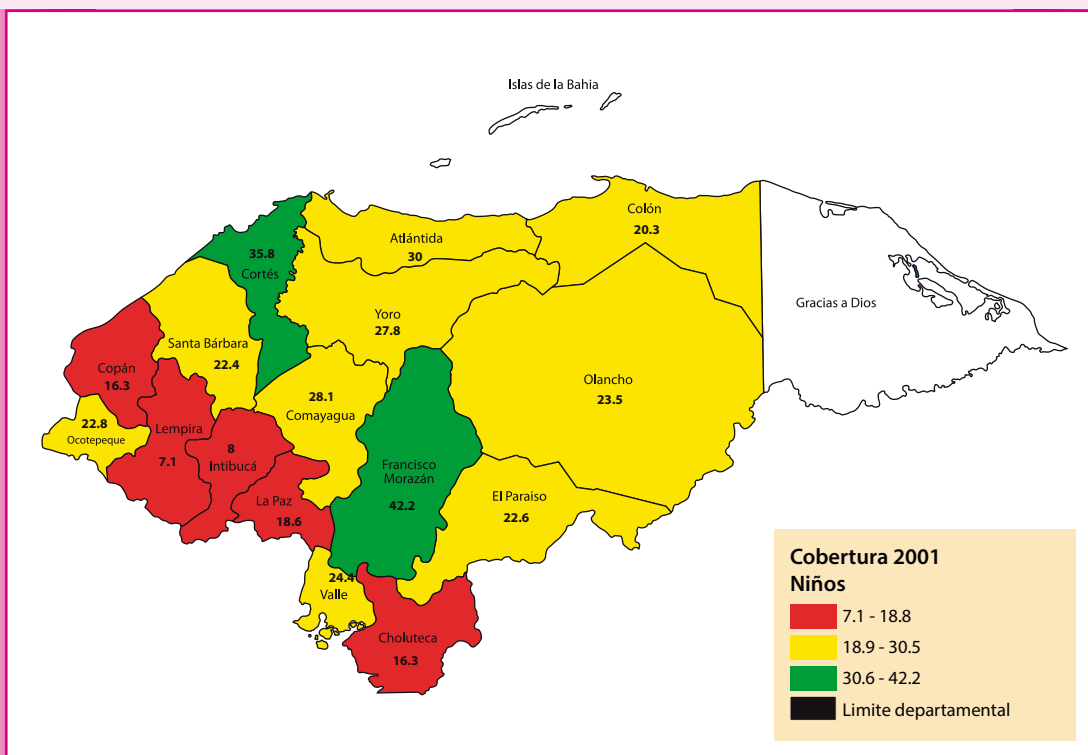 Islas de la Bahia
Colón
20.3
Atlántida
30
35.8
Cortés
Gracias a Dios
Yoro
27.8
Santa Bárbara
22.4
Copán
16.3
Olancho
23.5
28.1
Comayagua
22.8
Ocotepeque
Lempira
7.1
8
Intibucá
Francisco
Morazán
42.2
La Paz
18.6
El Paraiso
22.6
24.4
Valle
Choluteca
16.3
Cobertura 2001
Niños
7.1 - 18.8
18.9 - 30.5
30.6 - 42.2
Limite departamental